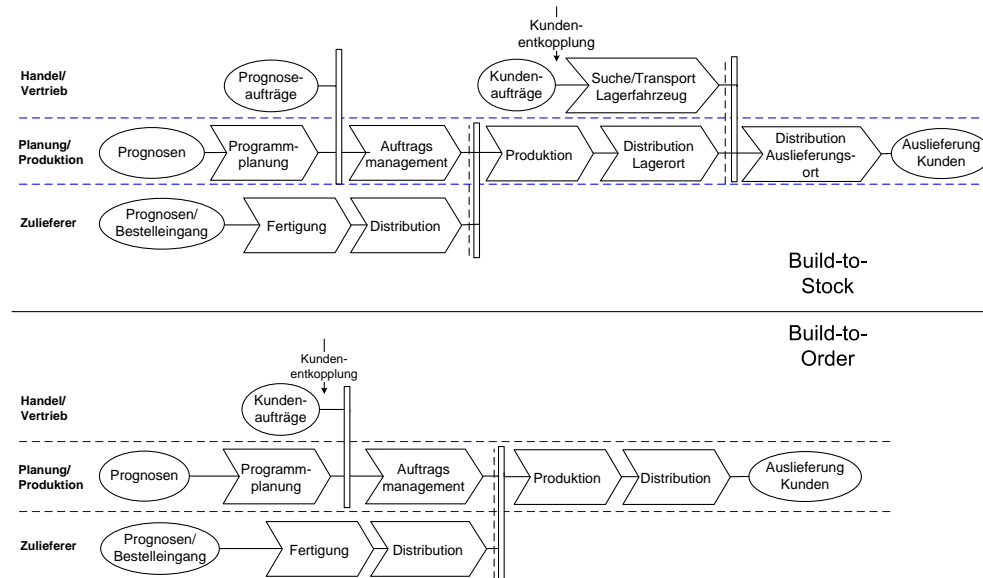 Kunden-
entkopplung
Handel/
Vertrieb
Prognose-
aufträge
Kunden-
aufträge
Suche/Transport
Lagerfahrzeug
Planung/
Produktion
Prognosen
Programm-
planung
Auftrags
management
Produktion
Distribution
Lagerort
Distribution
Auslieferungs-
ort
Auslieferung
Kunden
Zulieferer
Prognosen/
Bestelleingang
Fertigung
Distribution
Build-to-
Stock
Build-to-
Order
Kunden-
entkopplung
Handel/
Vertrieb
Kunden-
aufträge
Planung/
Produktion
Prognosen
Programm-
planung
Auftrags
management
Produktion
Distribution
Auslieferung
Kunden
Zulieferer
Prognosen/
Bestelleingang
Fertigung
Distribution